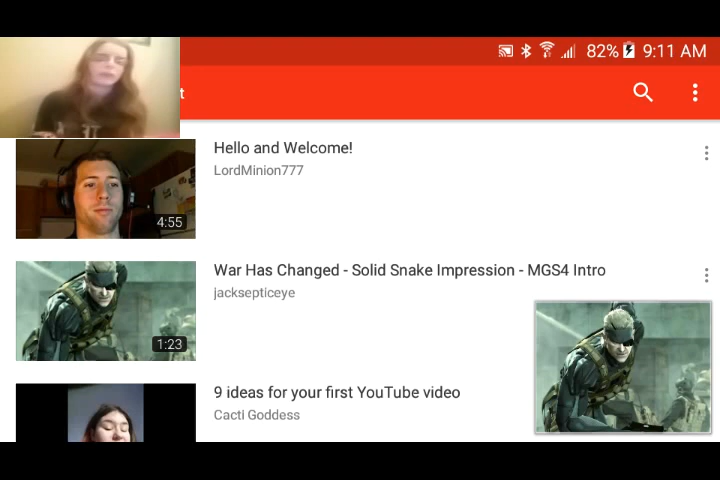 82% 9:11 AM
t
Hello and Welcome!
LordMinion777
4:55
War Has Changed - Solid Snake Impression - MGS4 Intro
jacksepticeye
1:23
9 ideas for your first YouTube video
Cacti Goddess